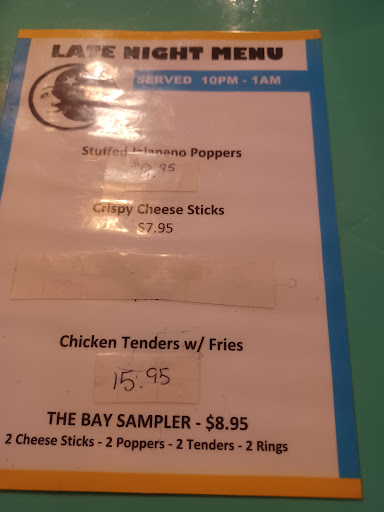 LATE NIGHT MENU
SERVED 10PM - 1AM
Stuffed Jalapeno Poppers
Crispy Cheese Sticks
$7.95
Chicken Tenders w/ Fries
15.95
THE BAY SAMPLER - $8.95
2 Cheese Sticks - 2 Poppers - 2 Tenders - 2 Rings